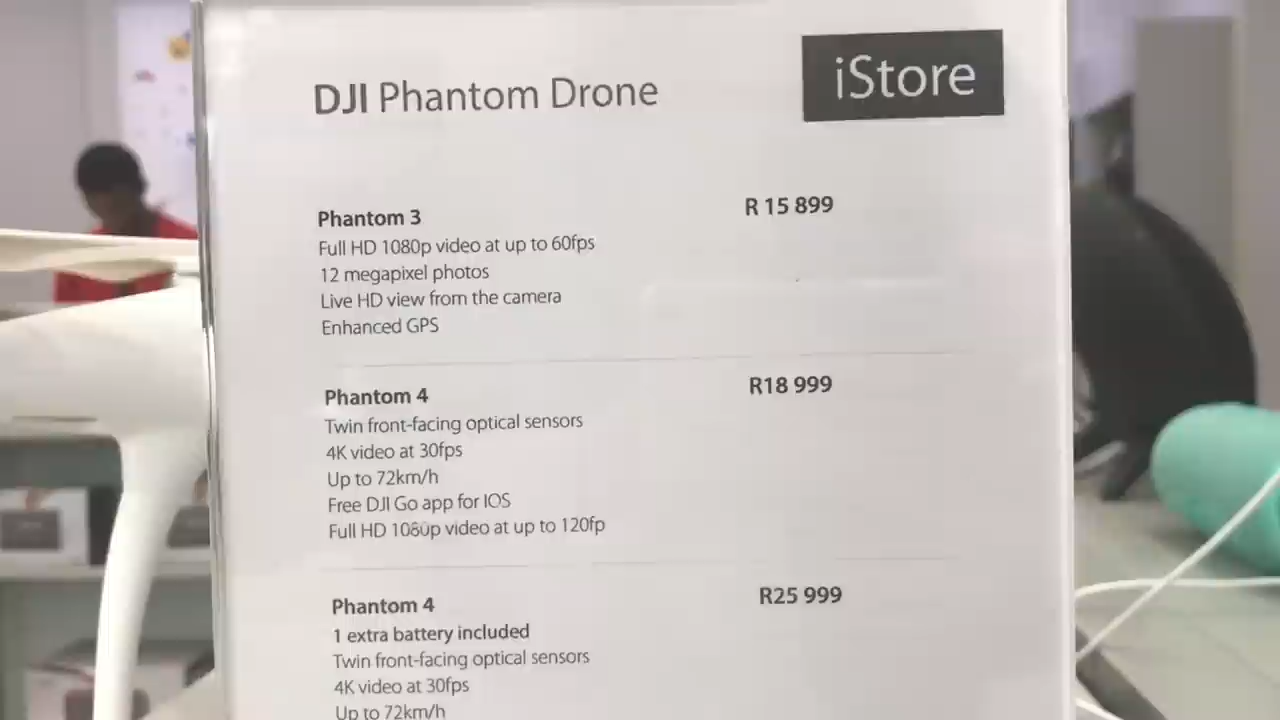 DJI Phantom Drone
iStore
Phantom 3
R 15 899
Full HD 1080p video at up to 60fps
12 megapixel photos
Live HD view from the camera
Enhanced GPS
Phantom 4
R18 999
Twin front-facing optical sensors
4K video at 30fps
Up to 72km/h
Free DJI Go app for IOS
Full HD 1080p video at up to 120fp
Phantom 4
R25 999
1 extra battery included
Twin front-facing optical sensors
4K video at 30fps
Up to 72km/h